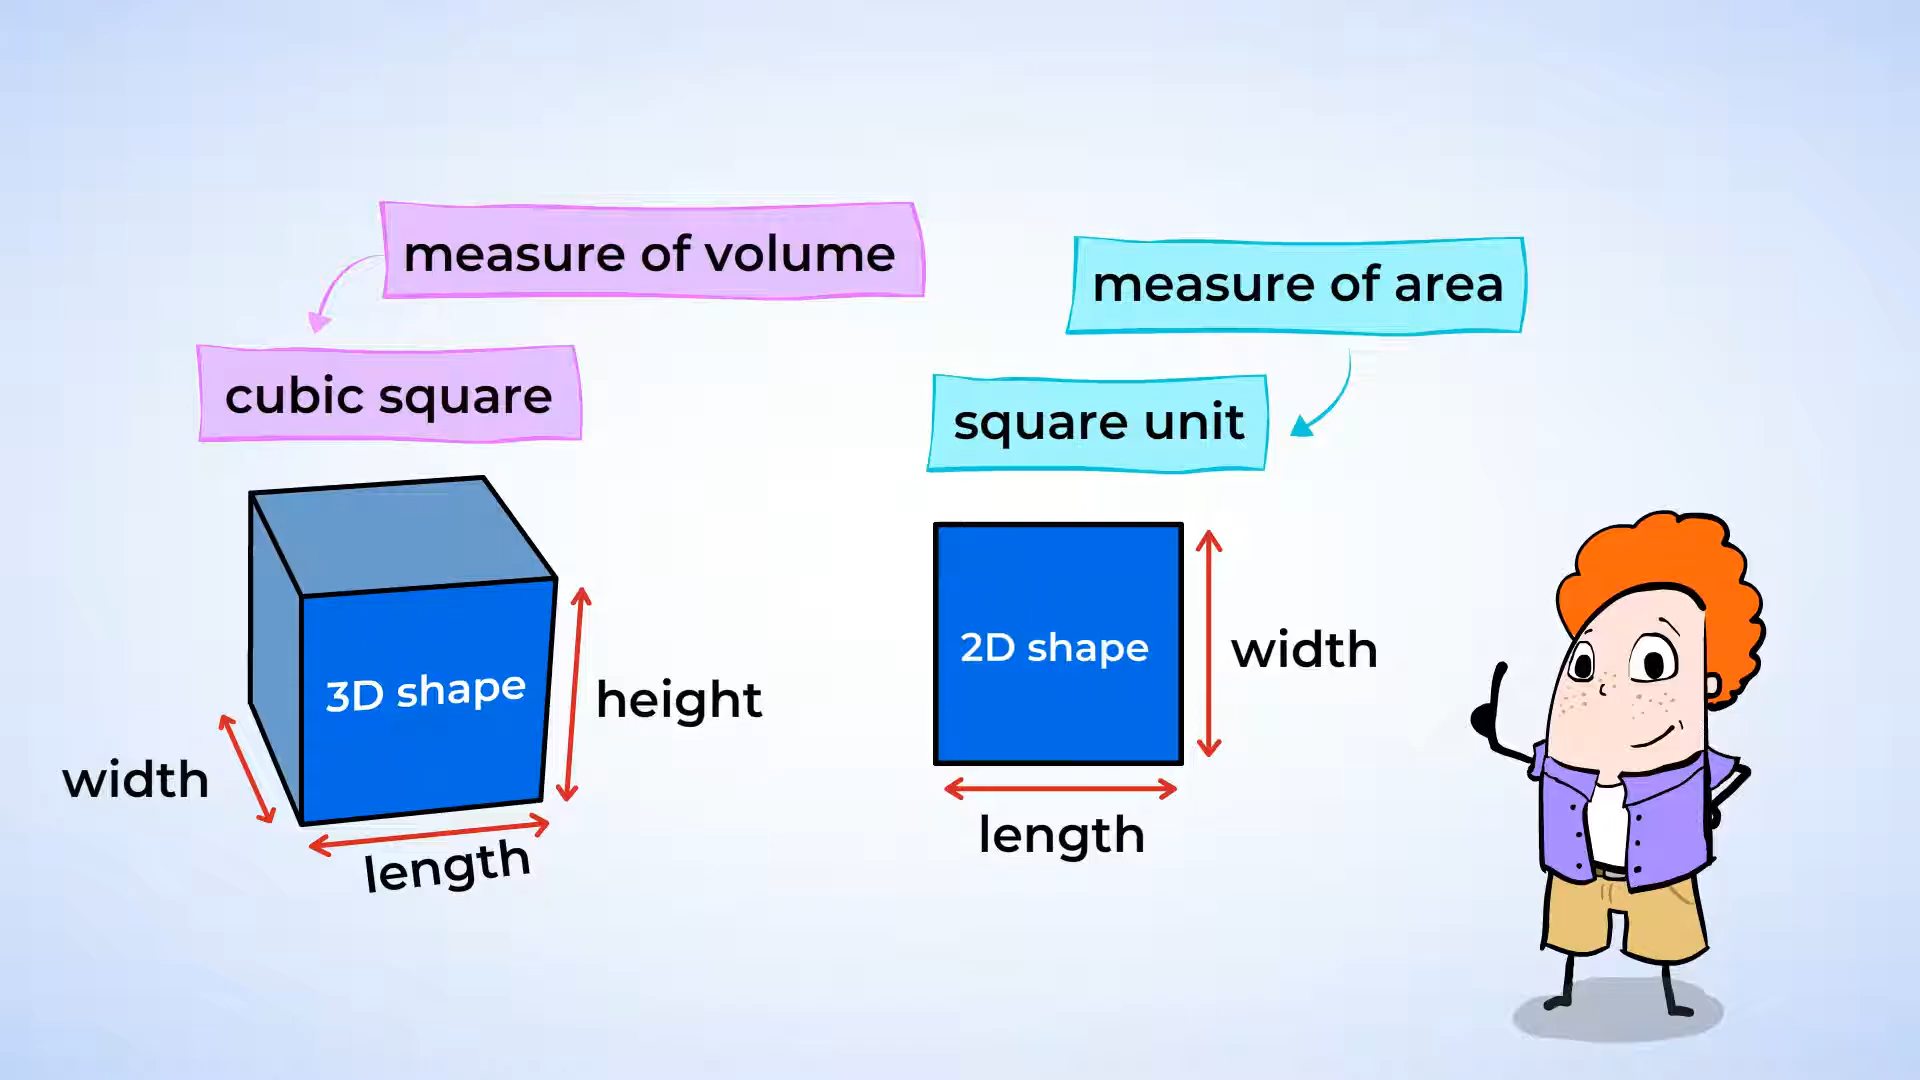 measure of volume
cubic square
3D shape
height
width
length
measure of area
square unit
2D shape
width
length